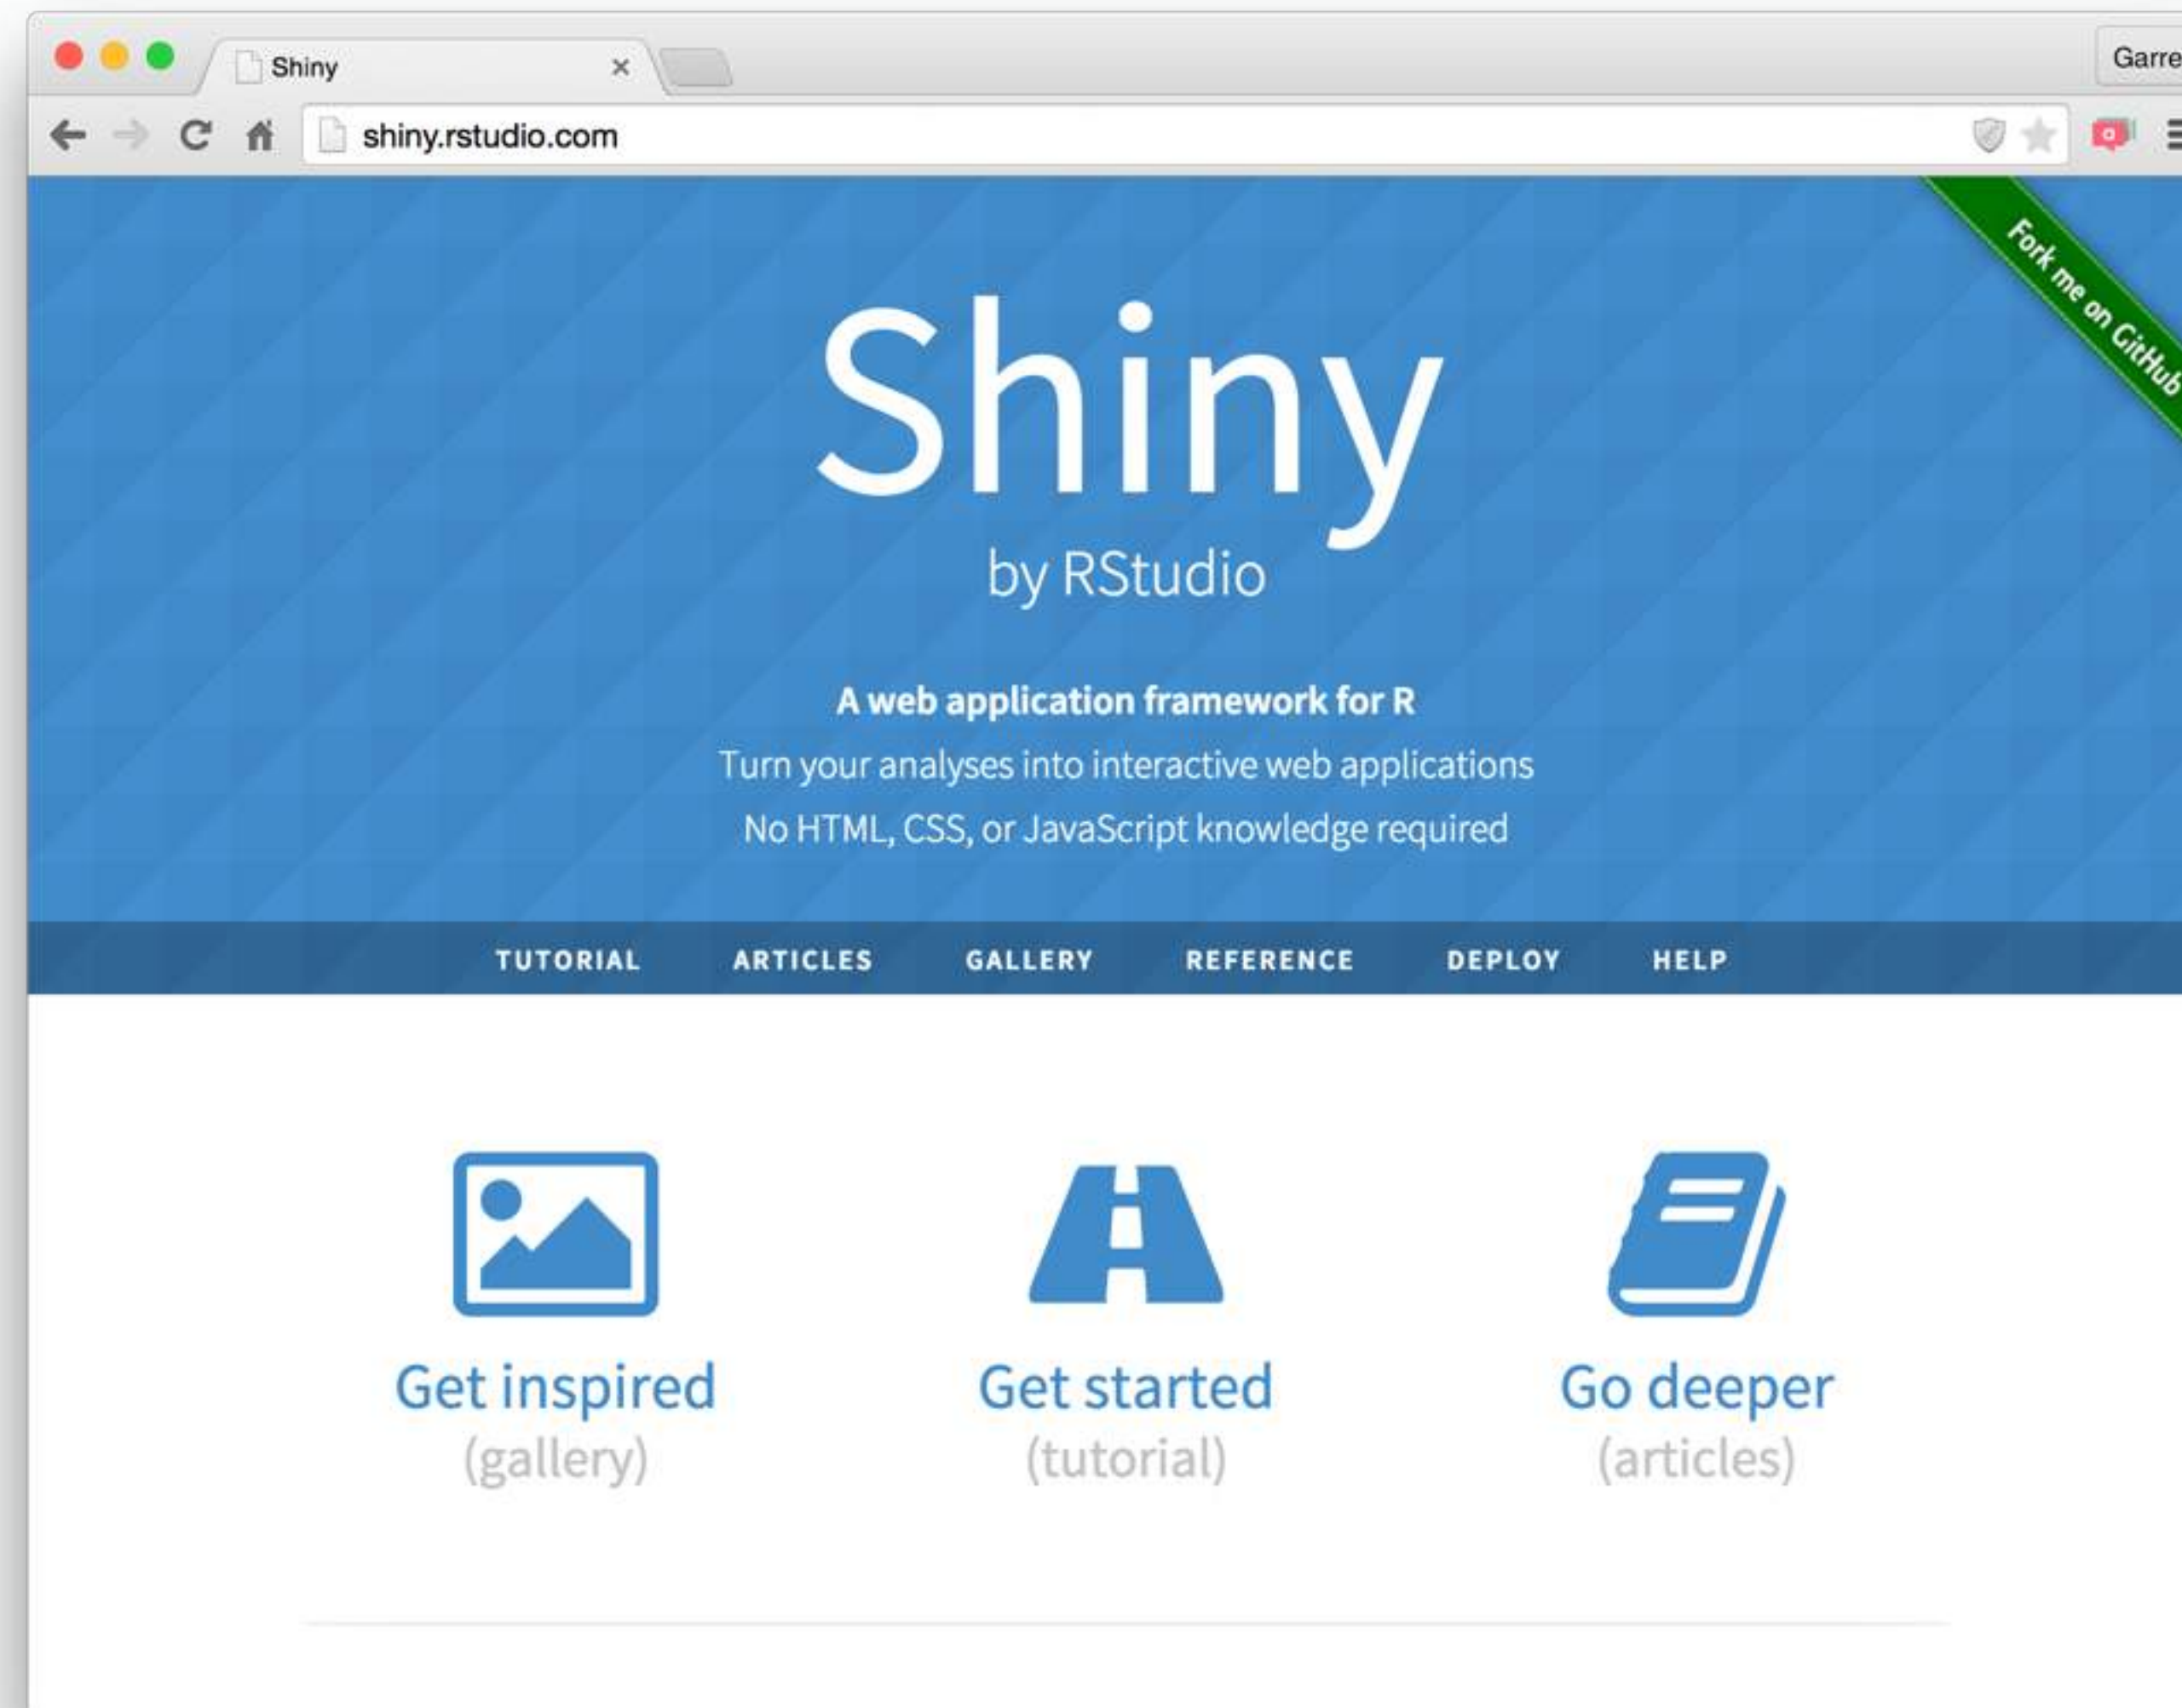 Shiny
Garre
shiny.rstudio.com
Fork me on GitHub
Shiny
by RStudio
A web application framework for R
Turn your analyses into interactive web applications
No HTML, CSS, or JavaScript knowledge required
TUTORIAL ARTICLES GALLERY REFERENCE DEPLOY HELP
Get inspired Get started Go deeper
(gallery) (tutorial) (articles)